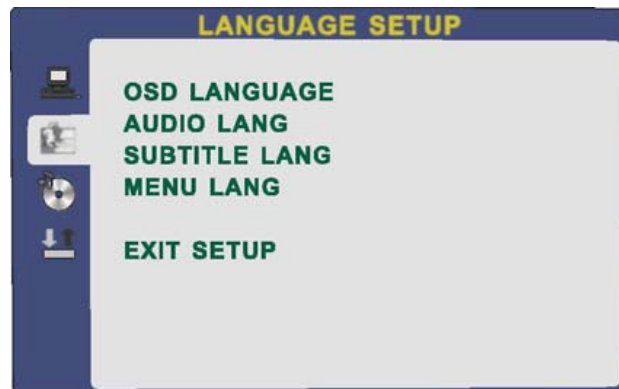 LANGUAGE SETUP
OSD LANGUAGE
AUDIO LANG
SUBTITLE LANG
MENU LANG
EXIT SETUP